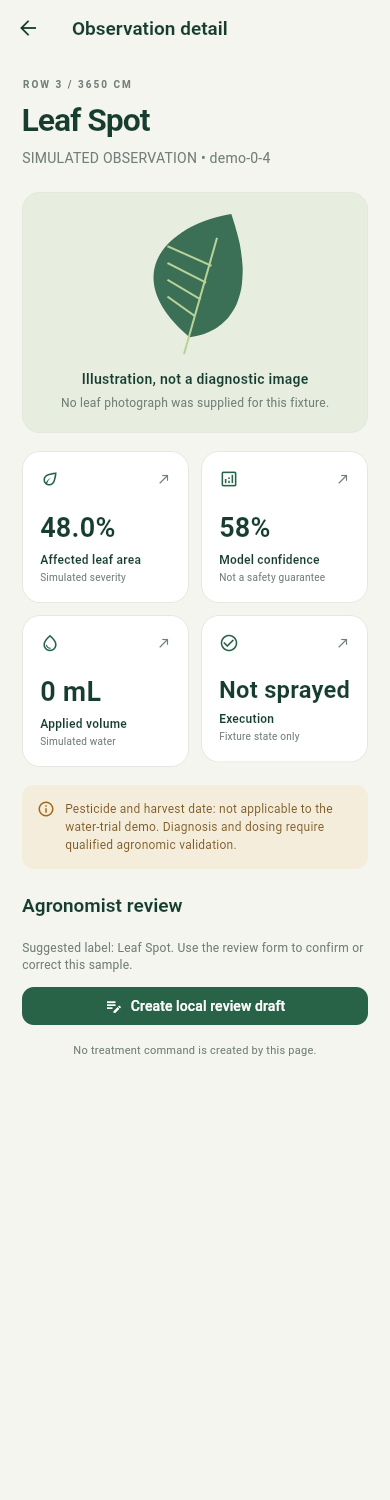 Observation detail
ROW 3 / 3650 CM
Leaf Spot
SIMULATED OBSERVATION • demo-0-4
Illustration, not a diagnostic image
No leaf photograph was supplied for this fixture.
48.0%
Affected leaf area
Simulated severity
58%
Model confidence
Not a safety guarantee
0 mL
Applied volume
Simulated water
Not sprayed
Execution
Fixture state only
Pesticide and harvest date: not applicable to the
water-trial demo. Diagnosis and dosing require
qualified agronomic validation.
Agronomist review
Suggested label: Leaf Spot. Use the review form to confirm or
correct this sample.
Create local review draft
No treatment command is created by this page.